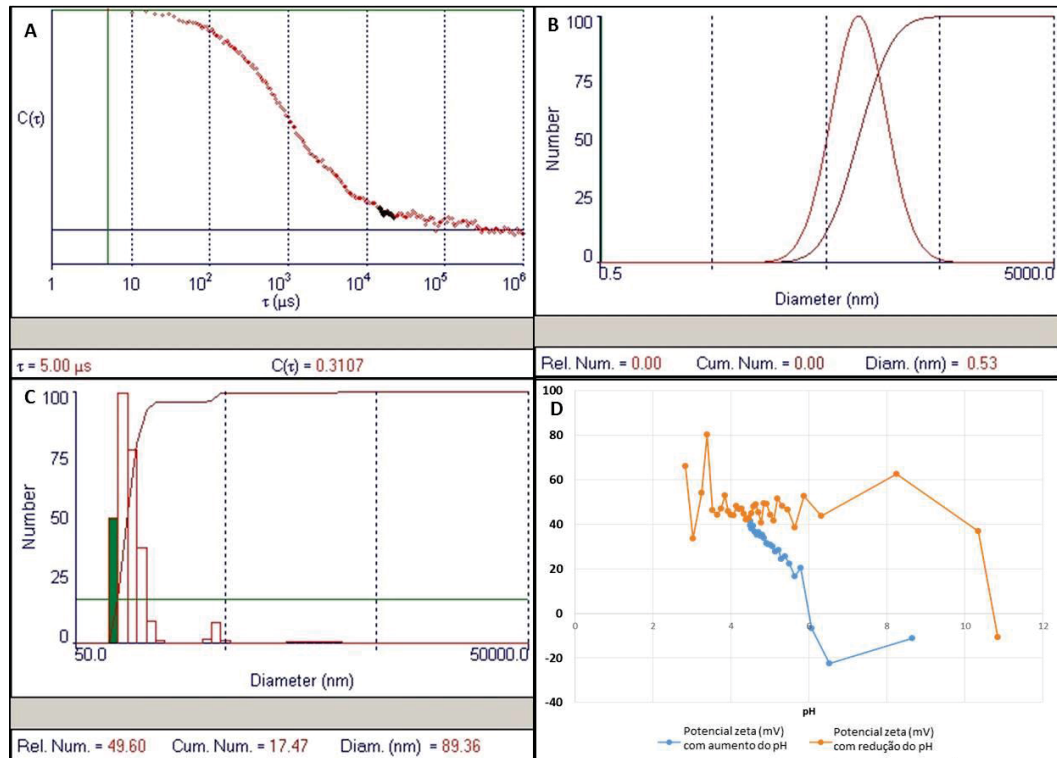 A
C(τ)
1
10
10²
10³
10⁴
10⁵
10⁶
τ (µs)
τ = 5.00 µs
C(τ) = 0.3107
B
100
75
50
25
0
Number
0.5
5000.0
Diameter (nm)
Rel. Num. = 0.00
Cum. Num. = 0.00
Diam. (nm) = 0.53
C
100
75
50
25
0
Number
50.0
50000.0
Diameter (nm)
Rel. Num. = 49.60
Cum. Num. = 17.47
Diam. (nm) = 89.36
D
100
80
60
40
20
0
-20
-40
0
2
4
6
8
10
12
pH
Potencial zeta (mV)
com aumento do pH
Potencial zeta (mV)
com redução do pH